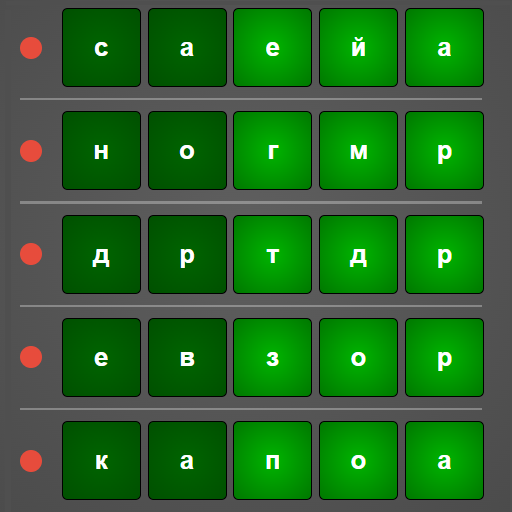 с а е й а
н о г м р
д р т д р
е в з о р
к а п о а